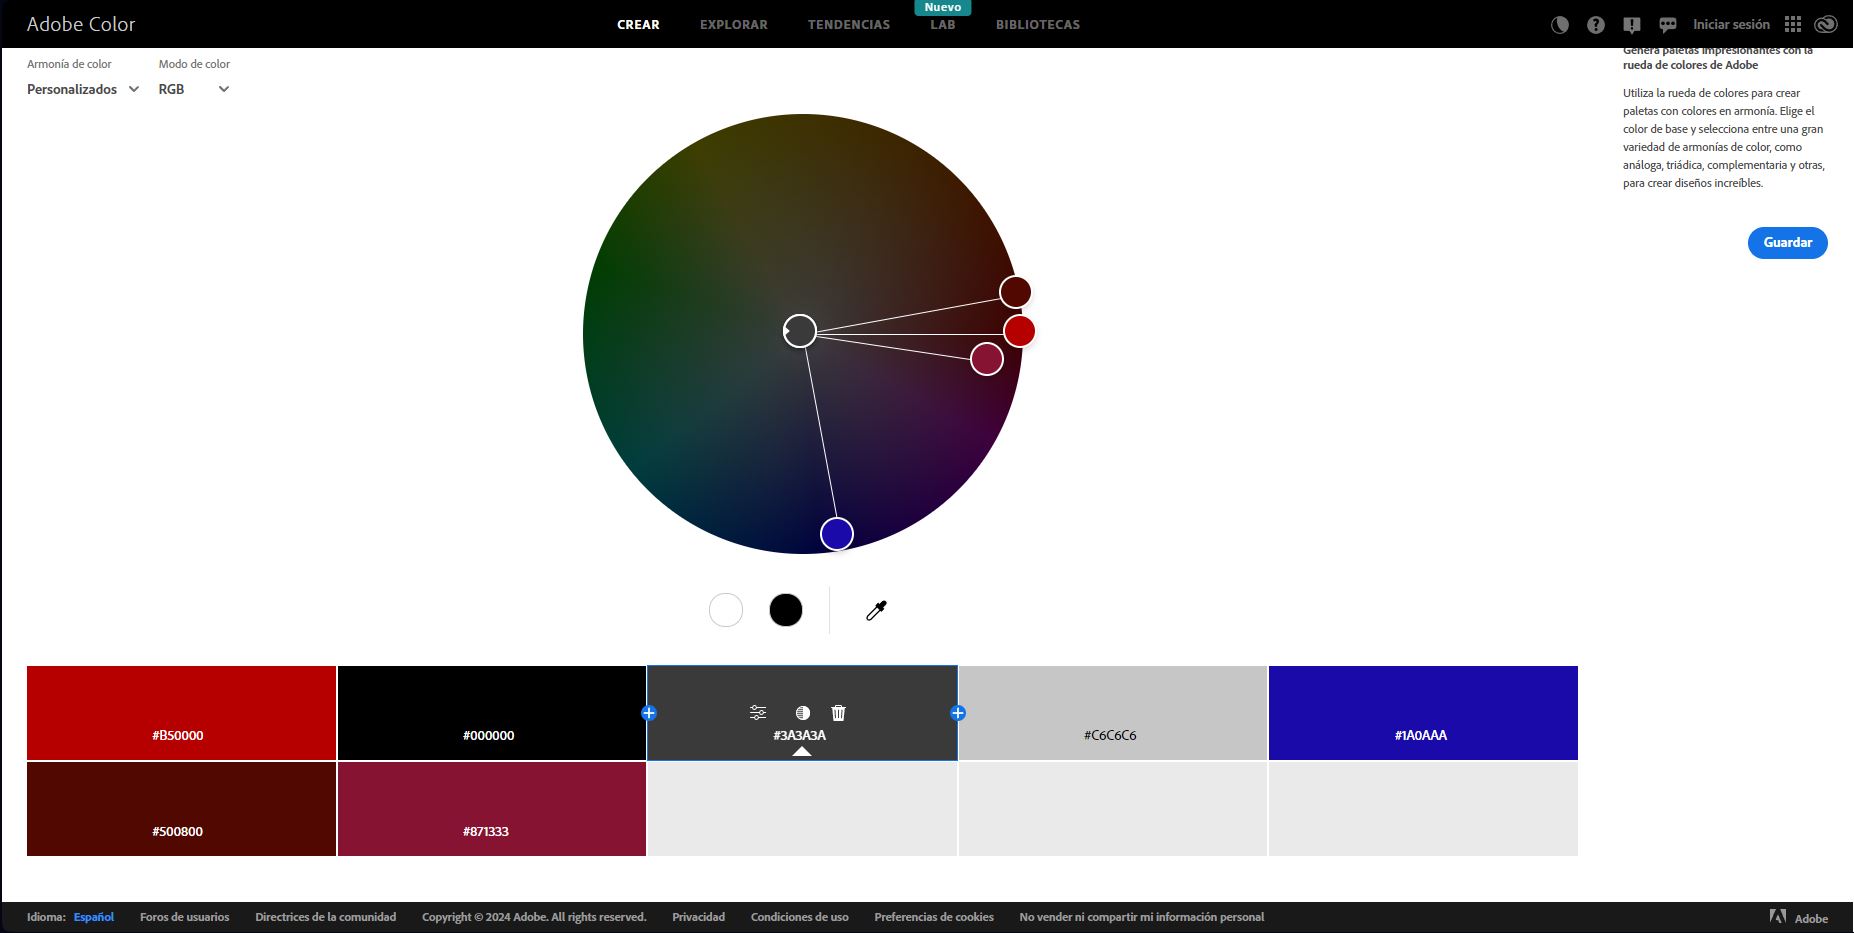 Nuevo
Adobe Color
CREAR
EXPLORAR
TENDENCIAS
LAB
BIBLIOTECAS
Iniciar sesión
Armonía de color
Modo de color
Personalizados
RGB
Genera paletas impresionantes con la
rueda de colores de Adobe
Utiliza la rueda de colores para crear
paletas con colores en armonía. Elige el
color de base y selecciona entre una gran
variedad de armonías de color, como
análoga, triádica, complementaria y otras,
para crear diseños increíbles.
Guardar
#B50000
#000000
#3A3A3A
#C6C6C6
#1A0AAA
#500800
#871333
Idioma: Español
Foros de usuarios
Directrices de la comunidad
Copyright © 2024 Adobe. All rights reserved.
Privacidad
Condiciones de uso
Preferencias de cookies
No vender ni compartir mi información personal
Adobe